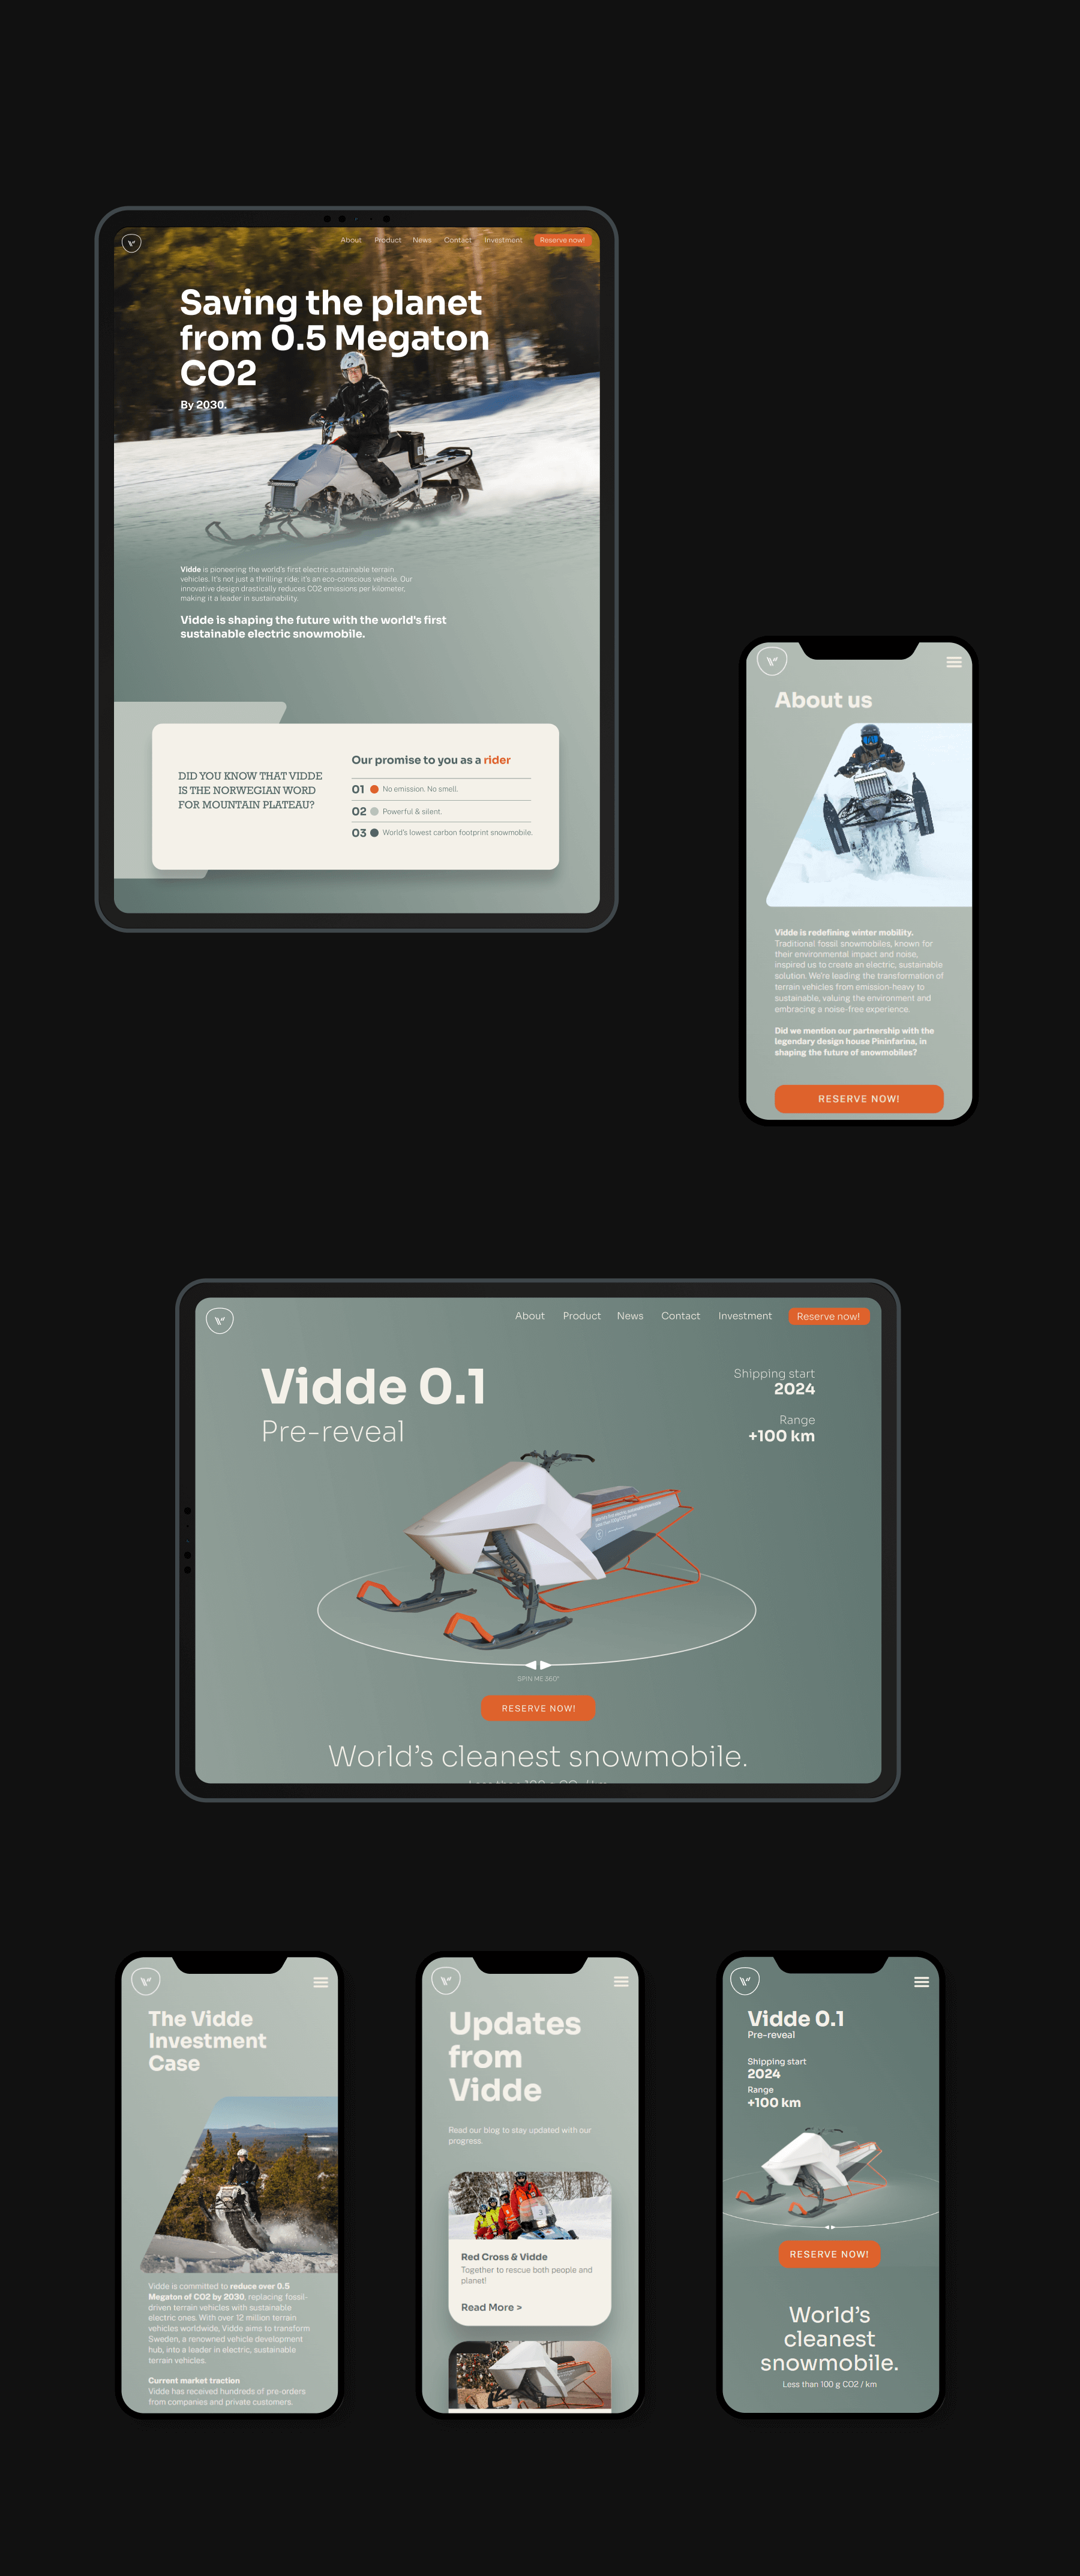 About Product News Contact Investment Reserve now!
Saving the planet
from 0.5 Megaton
CO2
By 2030.
Vidde is pioneering the world's first electric sustainable terrain
vehicles. It's not just a thrilling ride; it's an eco-conscious vehicle. Our
innovative design drastically reduces CO2 emissions per kilometer,
making it a leader in sustainability.
Vidde is shaping the future with the world's first
sustainable electric snowmobile.
DID YOU KNOW THAT VIDDE
IS THE NORWEGIAN WORD
FOR MOUNTAIN PLATEAU?
Our promise to you as a rider
01 No emission. No smell.
02 Powerful & silent.
03 World's lowest carbon footprint snowmobile.
About us
Vidde is redefining winter mobility.
Traditional fossil snowmobiles, known for
their environmental impact and noise,
inspired us to create an electric, sustainable
solution. We're leading the transformation of
terrain vehicles from emission-heavy to
sustainable, valuing the environment and
embracing a noise-free experience.
Did we mention our partnership with the
legendary design house Pininfarina, in
shaping the future of snowmobiles?
RESERVE NOW!
About Product News Contact Investment Reserve now!
Vidde 0.1
Pre-reveal
Shipping start
2024
Range
+100 km
SPIN ME 360°
RESERVE NOW!
World's cleanest snowmobile.
The Vidde
Investment
Case
Vidde is committed to reduce over 0.5
Megaton of CO2 by 2030, replacing fossil-
driven terrain vehicles with sustainable
electric ones. With over 12 million terrain
vehicles worldwide, Vidde aims to transform
Sweden, a renowned vehicle development
hub, into a leader in electric, sustainable
terrain vehicles.
Current market traction
Vidde has received hundreds of pre-orders
from companies and private customers.
Updates
from
Vidde
Read our blog to stay updated with our
progress.
Red Cross & Vidde
Together to rescue both people and
planet!
Read More >
Vidde 0.1
Pre-reveal
Shipping start
2024
Range
+100 km
RESERVE NOW!
World's
cleanest
snowmobile.
Less than 100 g CO2 / km